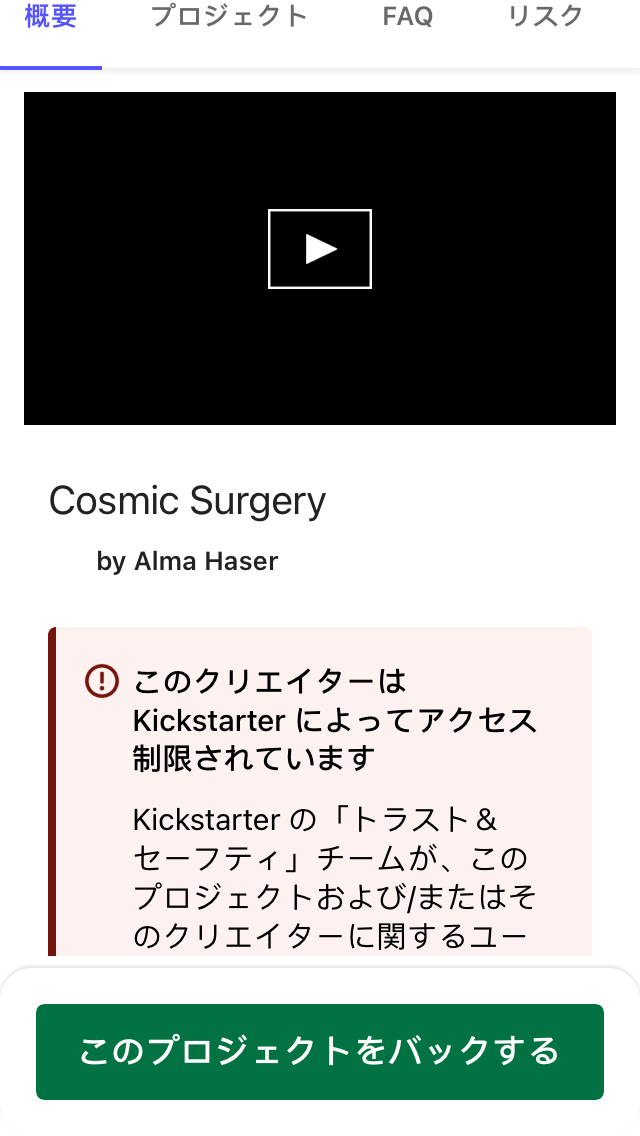 概要 プロジェクト FAQ リスク
Cosmic Surgery
by Alma Haser
このクリエイターは
Kickstarter によってアクセス
制限されています
Kickstarter の「トラスト＆
セーフティ」チームが、この
プロジェクトおよび/またはそ
のクリエイターに関するユー
このプロジェクトをバックする